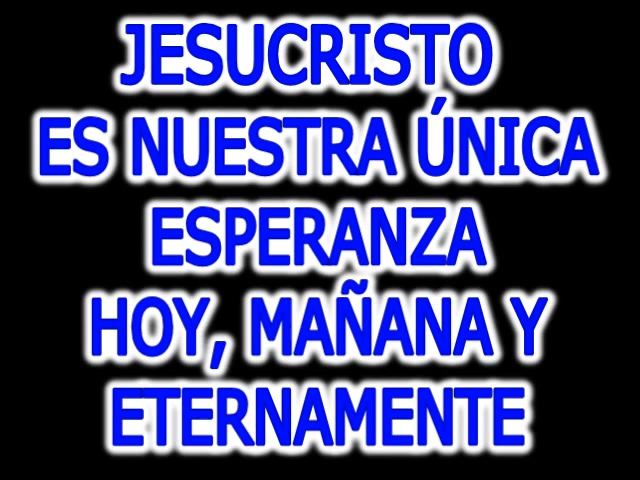 JESUCRISTO
ES NUESTRA ÚNICA
ESPERANZA
HOY, MAÑANA Y
ETERNAMENTE